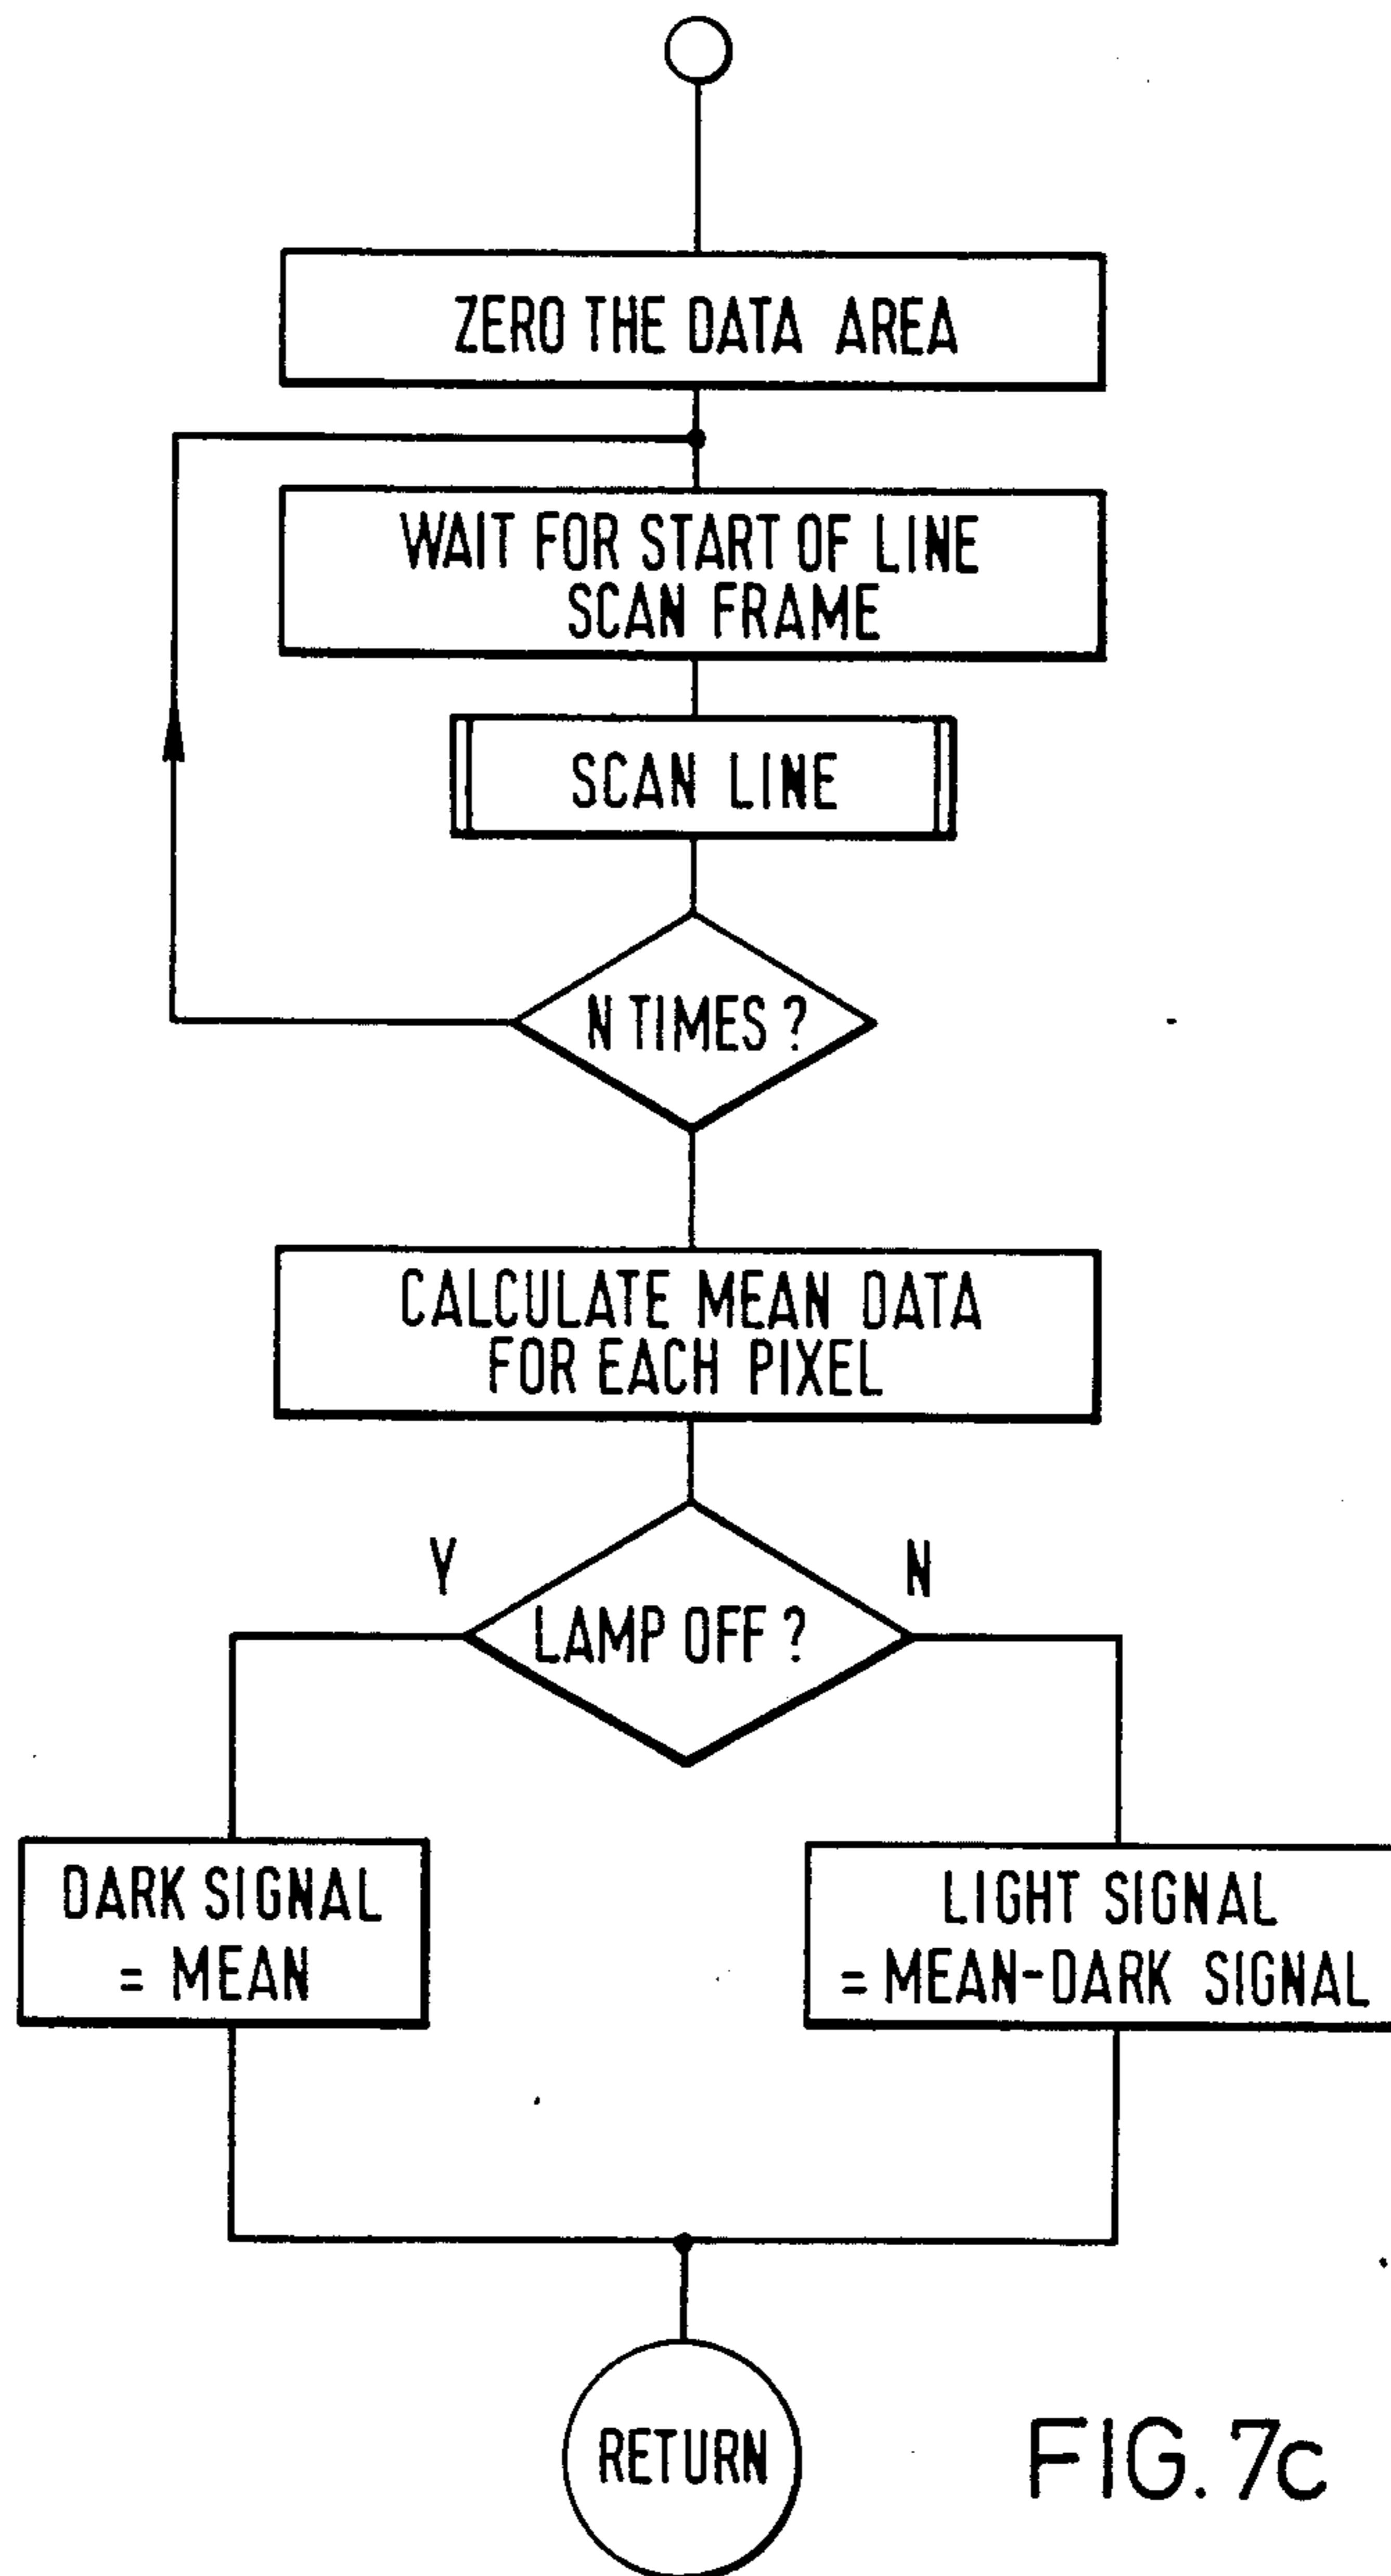 ZERO THE DATA AREA
WAIT FOR START OF LINE
SCAN FRAME
SCAN LINE
N TIMES ?
CALCULATE MEAN DATA
FOR EACH PIXEL
Y
N
LAMP OFF ?
DARK SIGNAL
= MEAN
LIGHT SIGNAL
= MEAN-DARK SIGNAL
RETURN
FIG. 7c